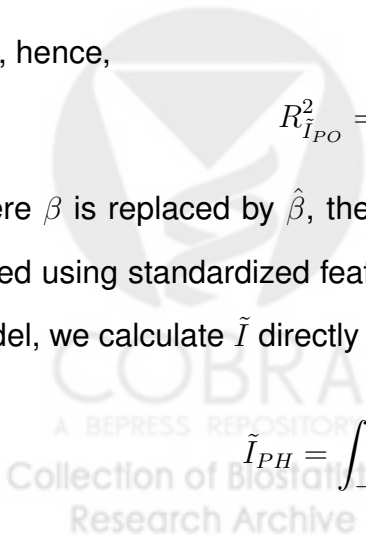 , hence,
R²_{Ĩ_{PO}} =
ere β is replaced by β̂, the
ed using standardized feat
del, we calculate Ĩ directly
COBRA
A BEPRESS REPOSITORY
Ĩ_{PH} = ∫_−
Collection of Biostatis
Research Archive